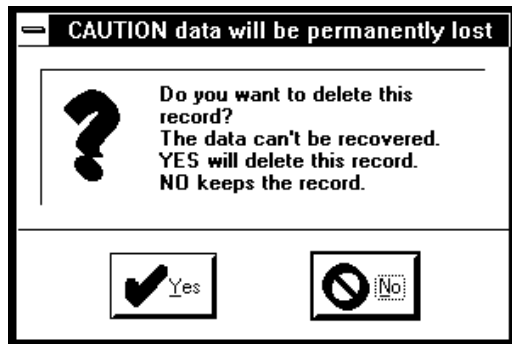 CAUTION data will be permanently lost
Do you want to delete this
record?
The data can't be recovered.
YES will delete this record.
NO keeps the record.
Yes
No